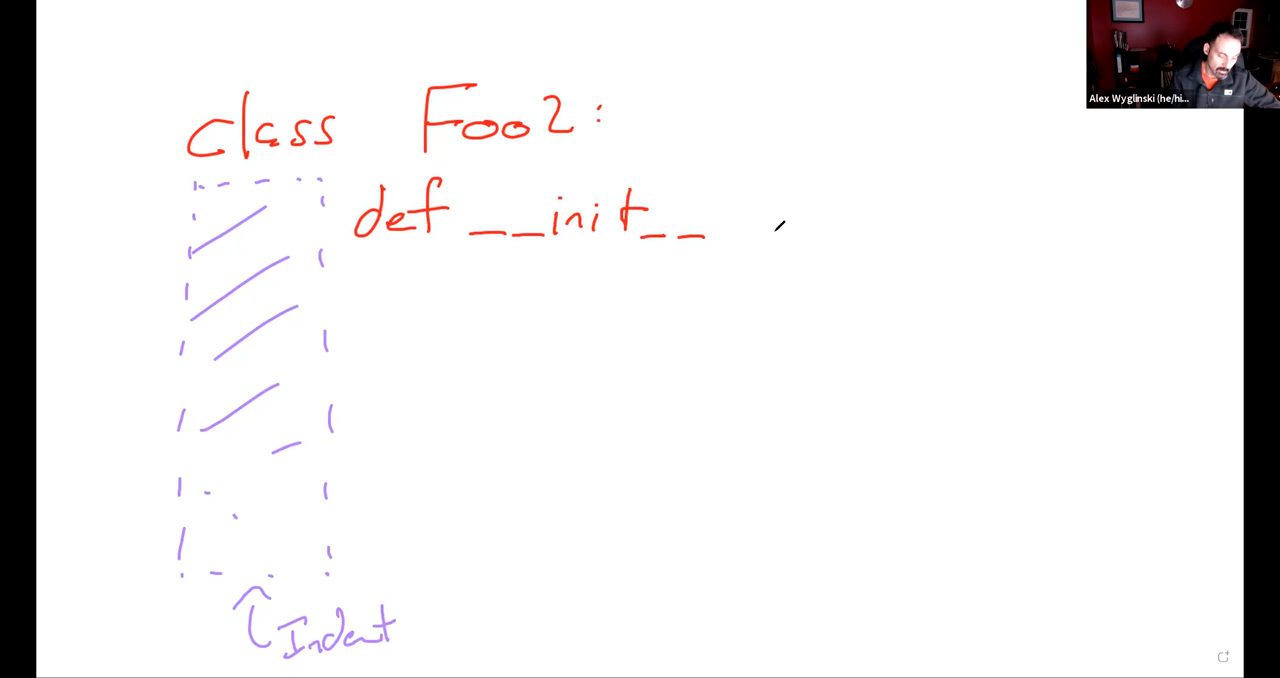 Alex Wyglinski (he/hi...
class Foo2:
def __init__
Indent